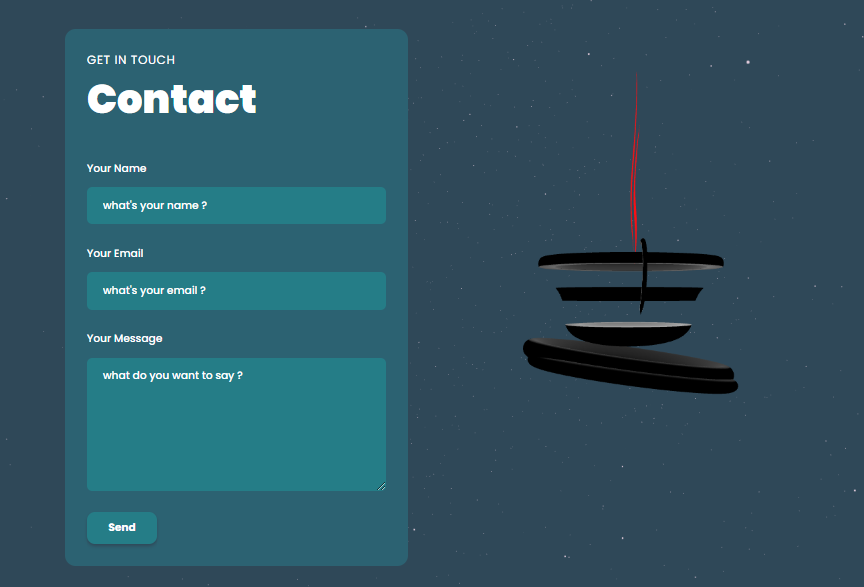 GET IN TOUCH
Contact
Your Name
what's your name ?
Your Email
what's your email ?
Your Message
what do you want to say ?
Send